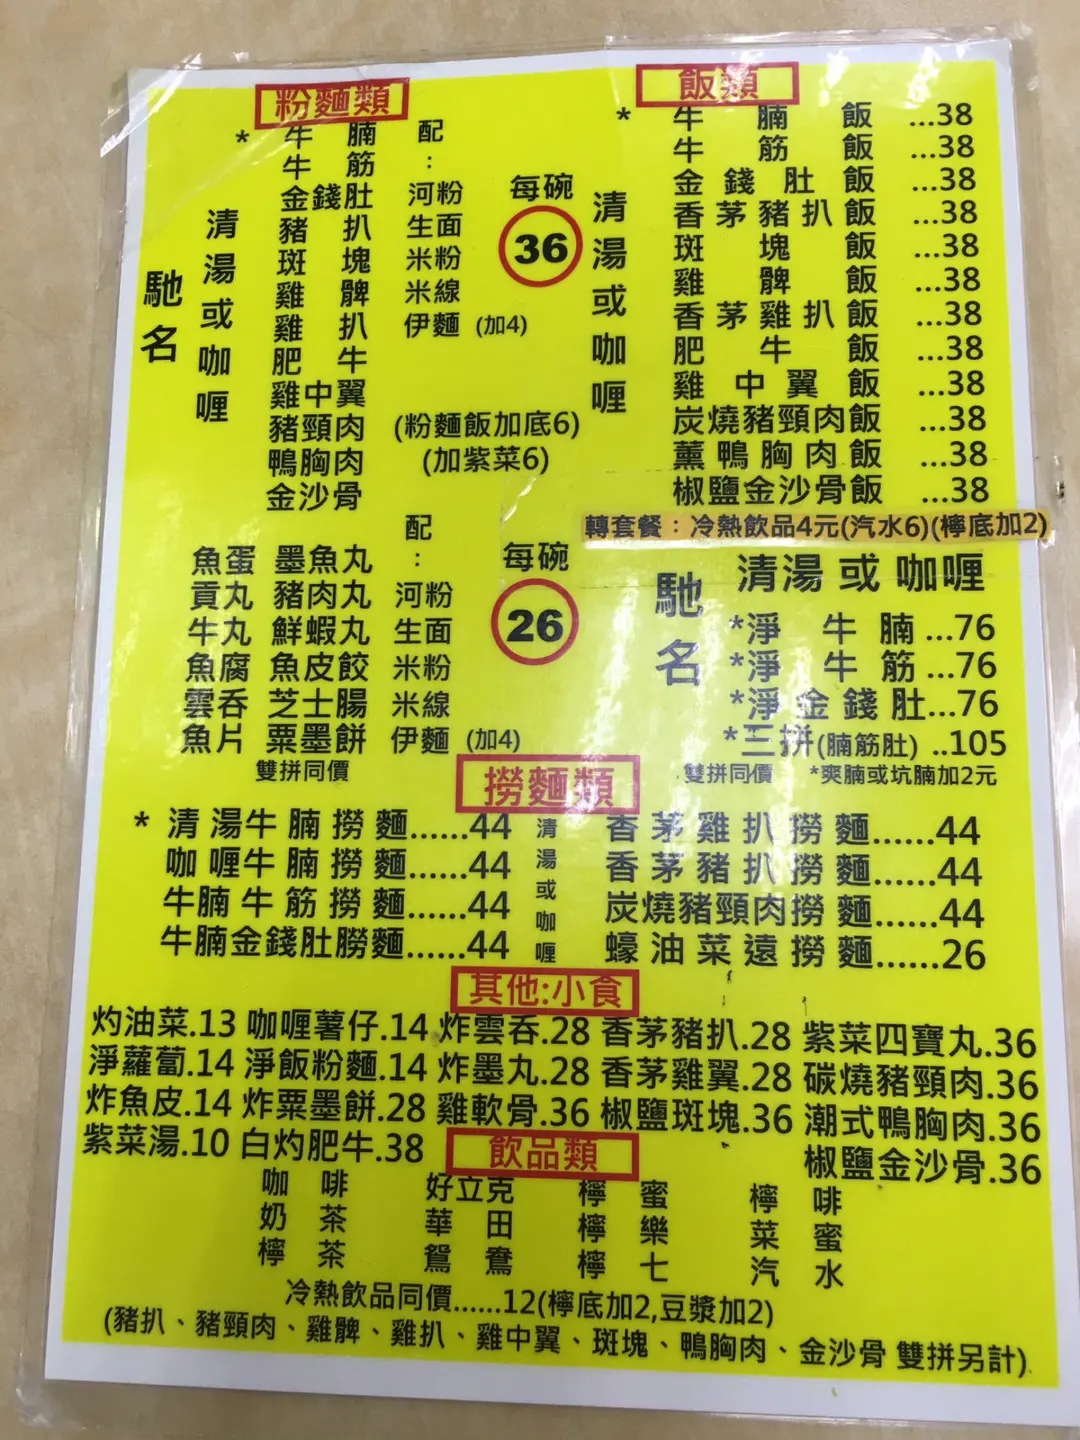 粉麵類
馳名
清湯或咖喱
* 牛腩
牛筋
金錢肚
豬扒
斑塊
雞髀
雞扒
肥牛
雞中翼
豬頸肉
鴨胸肉
金沙骨
配:
河粉
生面
米粉
米線
伊麵 (加4)
每碗
36
(粉麵飯加底6)
(加紫菜6)
魚蛋 墨魚丸
貢丸 豬肉丸
牛丸 鮮蝦丸
魚腐 魚皮餃
雲吞 芝士腸
魚片 粟墨餅
雙拼同價
配:
河粉
生面
米粉
米線
伊麵 (加4)
每碗
26
飯類
清湯或咖喱
* 牛腩飯 ...38
牛筋飯 ...38
金錢肚飯 ...38
香茅豬扒飯 ...38
斑塊飯 ...38
雞髀飯 ...38
香茅雞扒飯 ...38
肥牛飯 ...38
雞中翼飯 ...38
炭燒豬頸肉飯 ...38
薰鴨胸肉飯 ...38
椒鹽金沙骨飯 ...38
轉套餐：冷熱飲品4元(汽水6)(檸底加2)
馳名
清湯或咖喱
*淨牛腩...76
*淨牛筋...76
*淨金錢肚...76
*三拼(腩筋肚) ..105
雙拼同價 *爽腩或坑腩加2元
撈麵類
* 清湯牛腩撈麵......44
咖喱牛腩撈麵......44
牛腩牛筋撈麵......44
牛腩金錢肚撈麵......44
清湯或咖喱
香茅雞扒撈麵......44
香茅豬扒撈麵......44
炭燒豬頸肉撈麵......44
蠔油菜遠撈麵......26
其他:小食
灼油菜.13 咖喱薯仔.14 炸雲吞.28 香茅豬扒.28 紫菜四寶丸.36
淨蘿蔔.14 淨飯粉麵.14 炸墨丸.28 香茅雞翼.28 碳燒豬頸肉.36
炸魚皮.14 炸粟墨餅.28 雞軟骨.36 椒鹽斑塊.36 潮式鴨胸肉.36
紫菜湯.10 白灼肥牛.38 椒鹽金沙骨.36
飲品類
咖啡 好立克 檸蜜 檸啡
奶茶 華田 檸樂 菜蜜
檸茶 鴛鴦 檸七 汽水
冷熱飲品同價......12(檸底加2,豆漿加2)
(豬扒、豬頸肉、雞髀、雞扒、雞中翼、斑塊、鴨胸肉、金沙骨 雙拼另計)